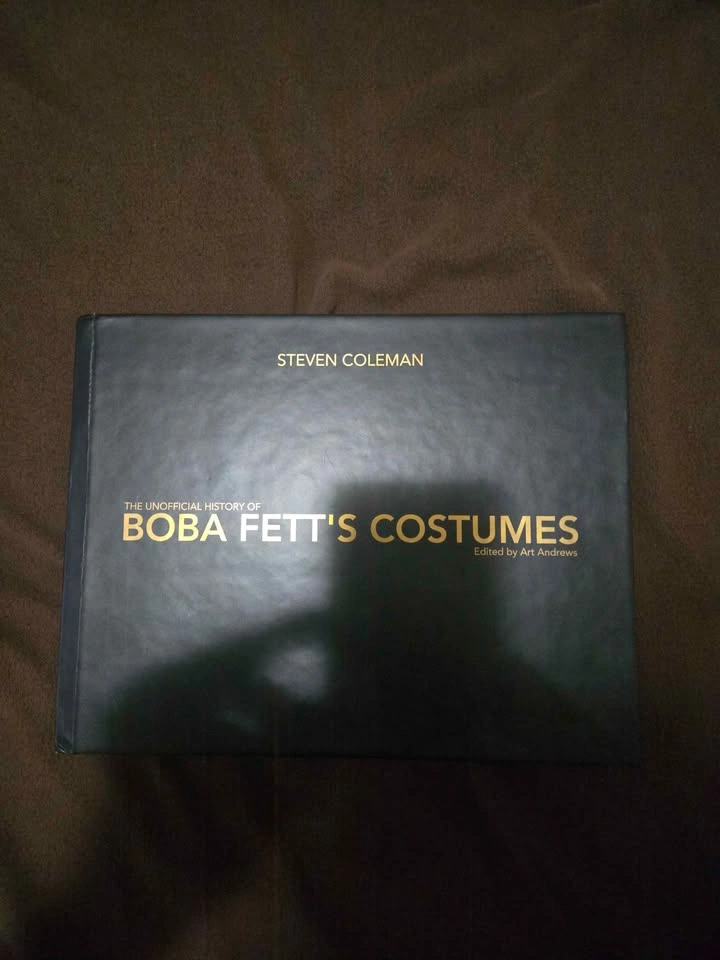 STEVEN COLEMAN
THE UNOFFICIAL HISTORY OF
BOBA FETT'S COSTUMES
Edited by Art Andrews